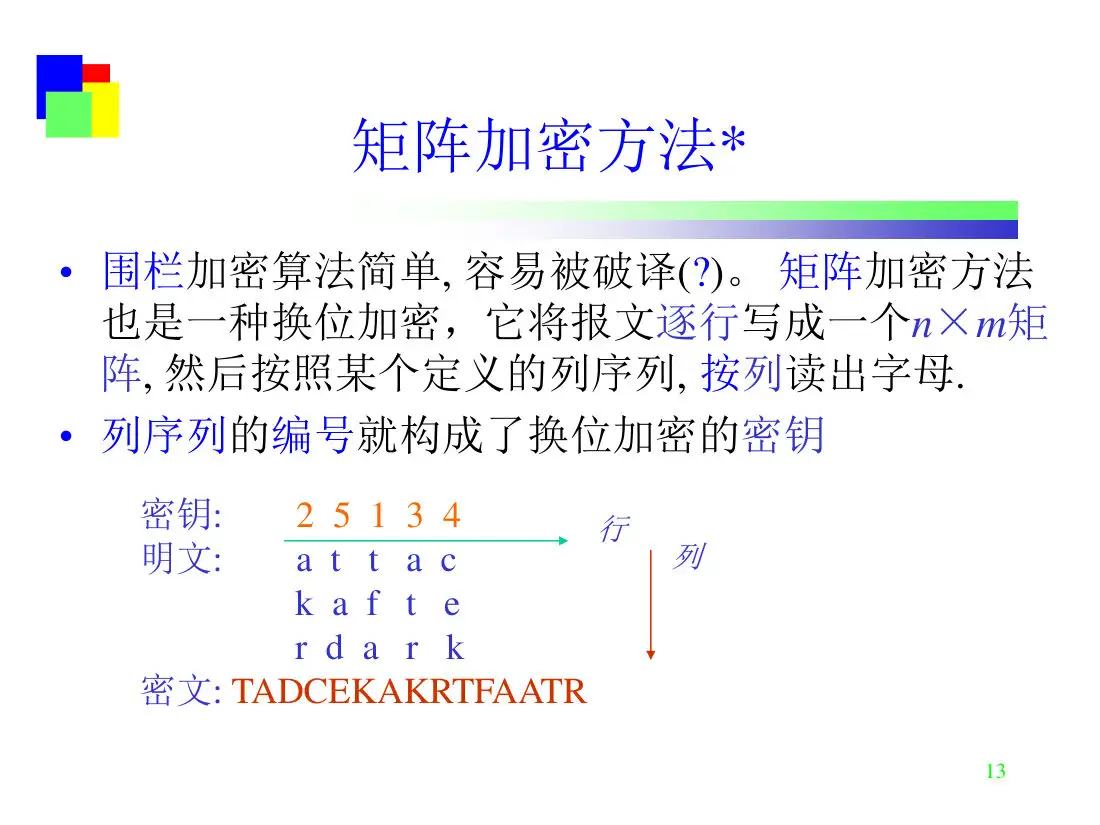 矩阵加密方法*
• 围栏加密算法简单, 容易被破译(?)。 矩阵加密方法
也是一种换位加密，它将报文逐行写成一个n×m矩
阵, 然后按照某个定义的列序列, 按列读出字母.
• 列序列的编号就构成了换位加密的密钥
密钥: 2 5 1 3 4
行
明文: a t t a c
列
k a f t e
r d a r k
密文: TADCEKAKRTFAATR
13